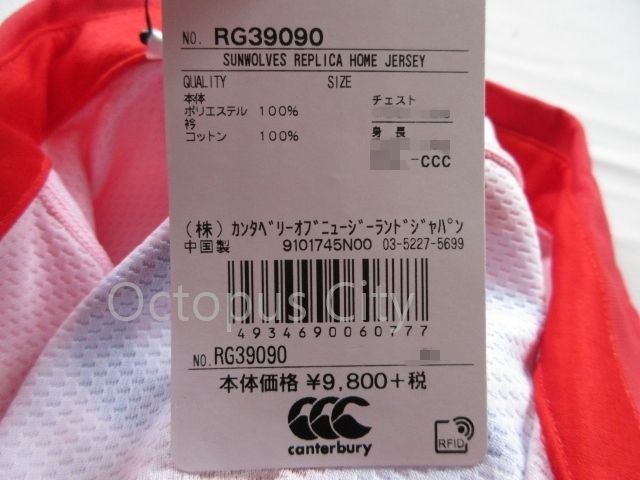 NO. RG39090
SUNWOLVES REPLICA HOME JERSEY
QUALITY SIZE
本体
ポリエステル 100%
衿
コットン 100%
チェスト
身長
-CCC
(株) カンタベリーオブニュージーランドジャパン
中国製 9101745N00 03-5227-5699
4934690060777
NO. RG39090
本体価格 ¥9,800+税
canterbury
RFID
Octopus City